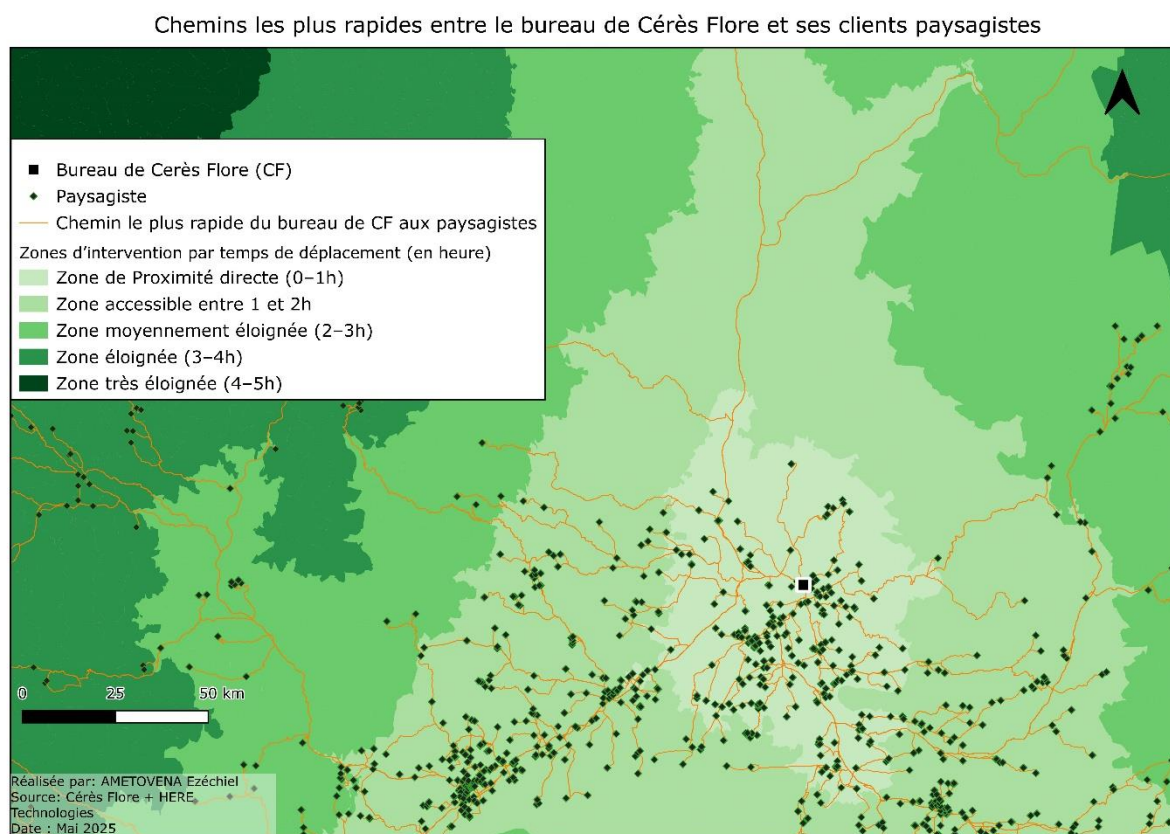 Chemins les plus rapides entre le bureau de Cérès Flore et ses clients paysagistes
Bureau de Cerès Flore (CF)
Paysagiste
Chemin le plus rapide du bureau de CF aux paysagistes
Zones d’intervention par temps de déplacement (en heure)
Zone de Proximité directe (0–1h)
Zone accessible entre 1 et 2h
Zone moyennement éloignée (2–3h)
Zone éloignée (3–4h)
Zone très éloignée (4–5h)
0 25 50 km
Réalisée par: AMETOVENA Ezéchiel
Source: Cérès Flore + HERE
Technologies
Date : Mai 2025